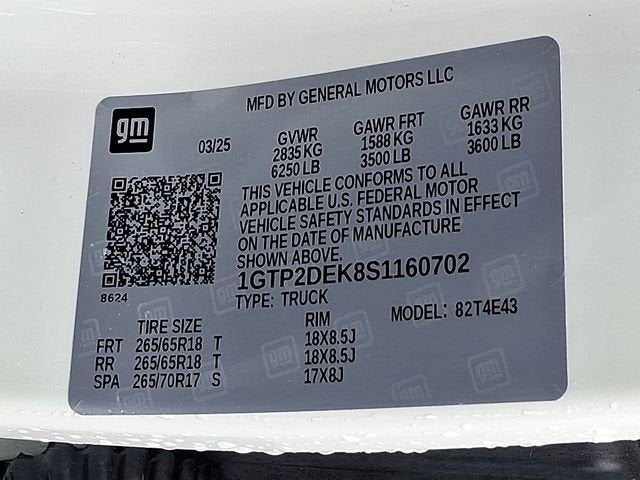 MFD BY GENERAL MOTORS LLC
gm
03/25 GVWR GAWR FRT GAWR RR
2835 KG 1588 KG 1633 KG
6250 LB 3500 LB 3600 LB
THIS VEHICLE CONFORMS TO ALL
APPLICABLE U.S. FEDERAL MOTOR
VEHICLE SAFETY STANDARDS IN EFFECT
ON THE DATE OF MANUFACTURE
SHOWN ABOVE.
8624
1GTP2DEK8S1160702
TYPE: TRUCK MODEL: 82T4E43
TIRE SIZE RIM
FRT 265/65R18 T 18X8.5J
RR 265/65R18 T 18X8.5J
SPA 265/70R17 S 17X8J